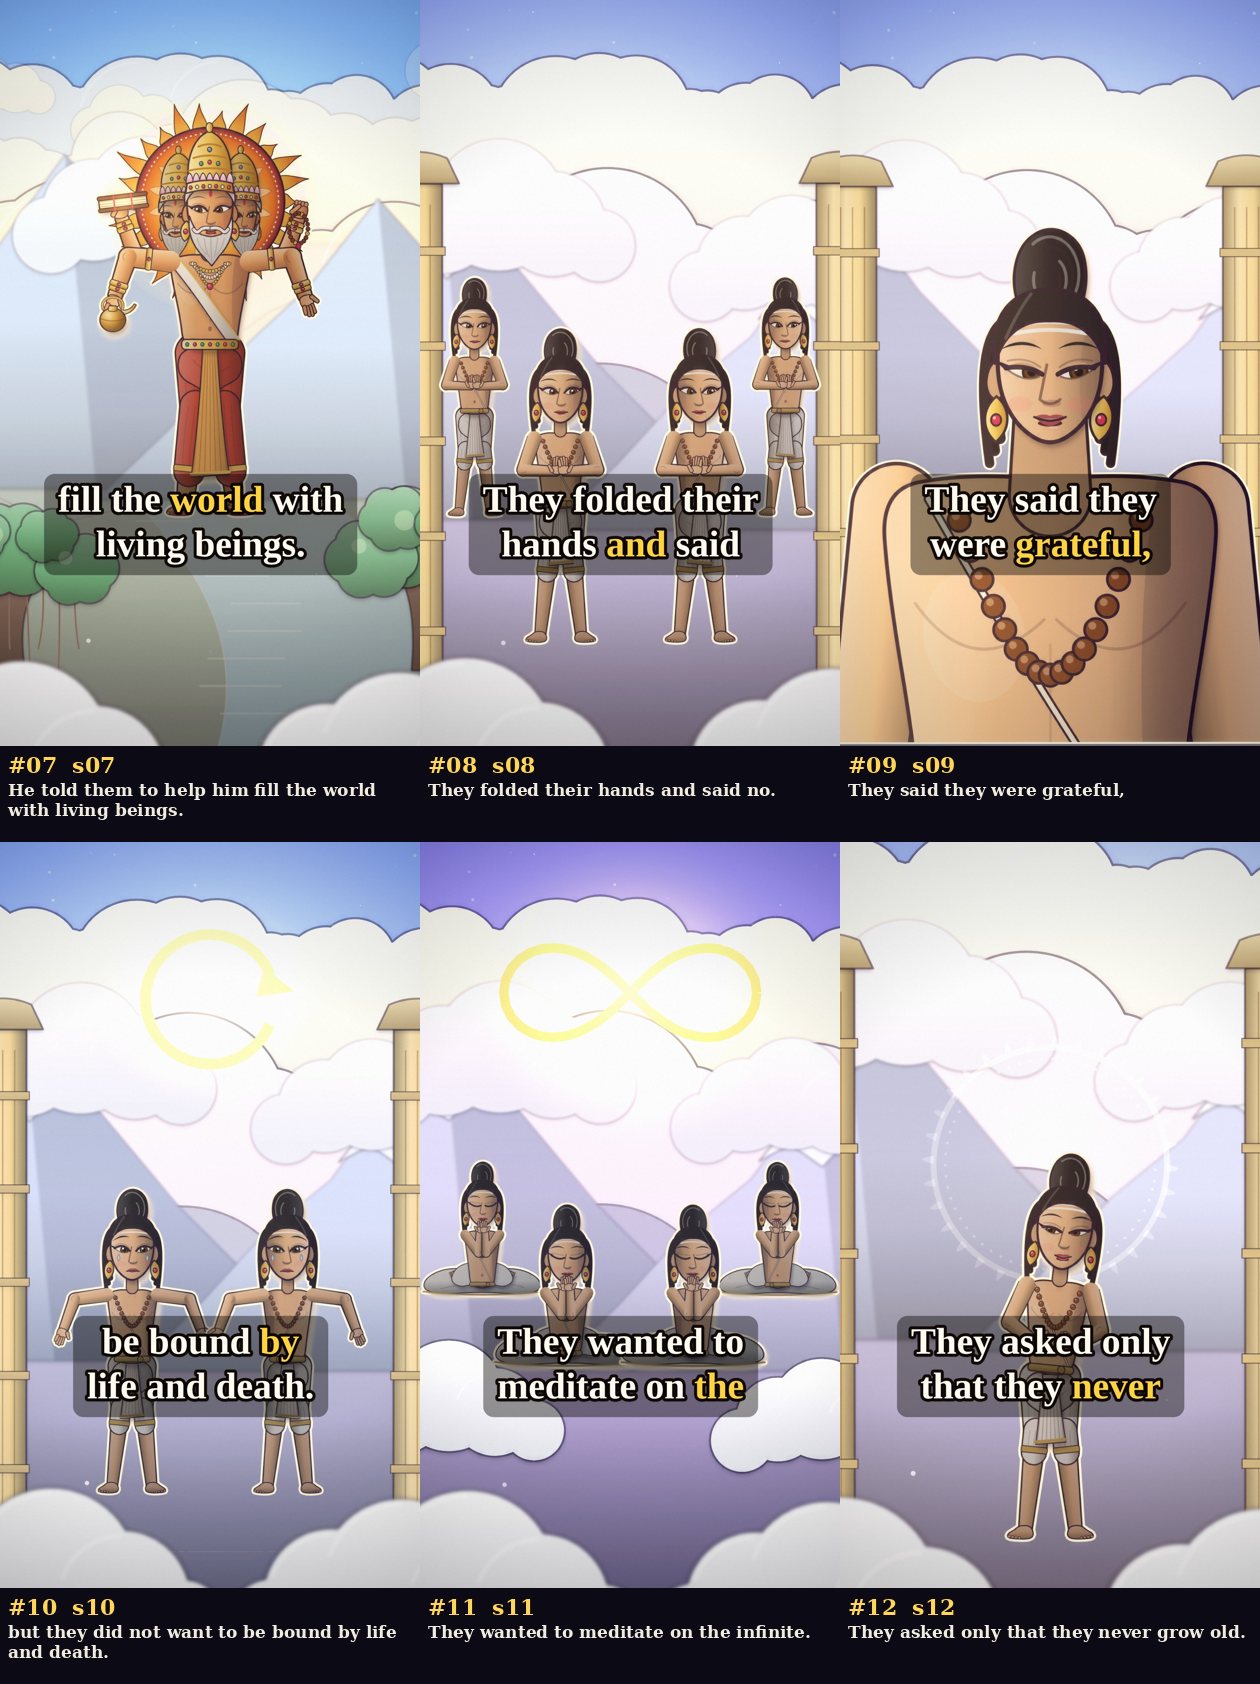 fill the world with
living beings.
They folded their
hands and said
They said they
were grateful,
#07 s07
He told them to help him fill the world
with living beings.
#08 s08
They folded their hands and said no.
#09 s09
They said they were grateful,
be bound by
life and death.
They wanted to
meditate on the
They asked only
that they never
#10 s10
but they did not want to be bound by life
and death.
#11 s11
They wanted to meditate on the infinite.
#12 s12
They asked only that they never grow old.